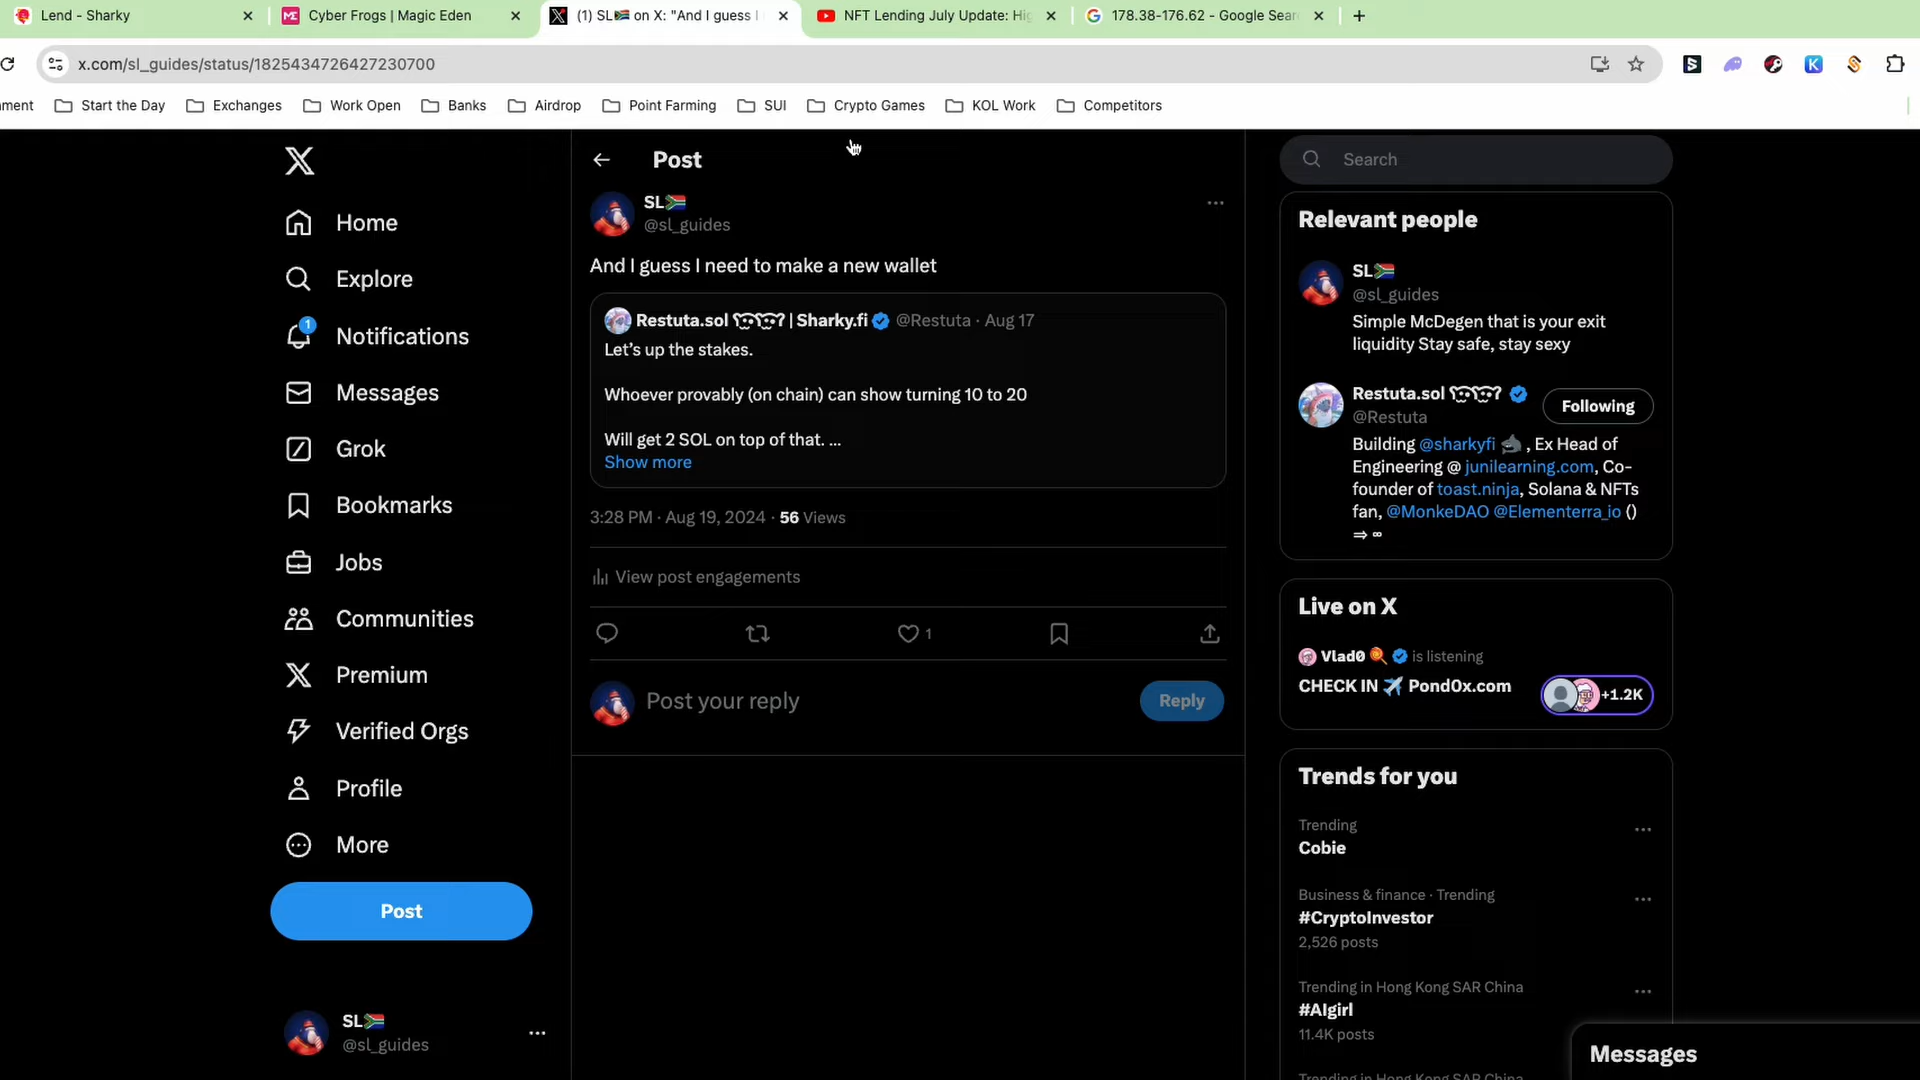 Lend - Sharky
Cyber Frogs | Magic Eden
(1) SL🇿🇦 on X: "And I guess I
NFT Lending July Update: Hig
178.38-176.62 - Google Sear
x.com/sl_guides/status/1825434726427230700
ment
Start the Day
Exchanges
Work Open
Banks
Airdrop
Point Farming
SUI
Crypto Games
KOL Work
Competitors
Home
Explore
1
Notifications
Messages
Grok
Bookmarks
Jobs
Communities
Premium
Verified Orgs
Profile
More
Post
SL🇿🇦
@sl_guides
Post
SL🇿🇦
@sl_guides
And I guess I need to make a new wallet
Restuta.sol | Sharky.fi @Restuta · Aug 17
Let’s up the stakes.
Whoever provably (on chain) can show turning 10 to 20
Will get 2 SOL on top of that. ...
Show more
3:28 PM · Aug 19, 2024 · 56 Views
View post engagements
1
Post your reply
Reply
Search
Relevant people
SL🇿🇦
@sl_guides
Simple McDegen that is your exit
liquidity Stay safe, stay sexy
Restuta.sol
@Restuta
Following
Building @sharkyfi 🦈 , Ex Head of
Engineering @ junilearning.com, Co-
founder of toast.ninja, Solana & NFTs
fan, @MonkeDAO @Elementerra_io ()
⇒ ∞
Live on X
Vlad0 🍭 is listening
CHECK IN ✈️ Pond0x.com
+1.2K
Trends for you
Trending
Cobie
Business & finance · Trending
#CryptoInvestor
2,526 posts
Trending in Hong Kong SAR China
#AIgirl
11.4K posts
Trending in Hong Kong SAR China
Messages